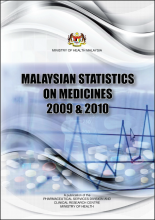 MINISTRY OF HEALTH MALAYSIA
MALAYSIAN STATISTICS
ON MEDICINES
2009 & 2010
A publication of the
PHARMACEUTICAL SERVICES DIVISION AND
CLINICAL RESEARCH CENTRE
MINISTRY OF HEALTH